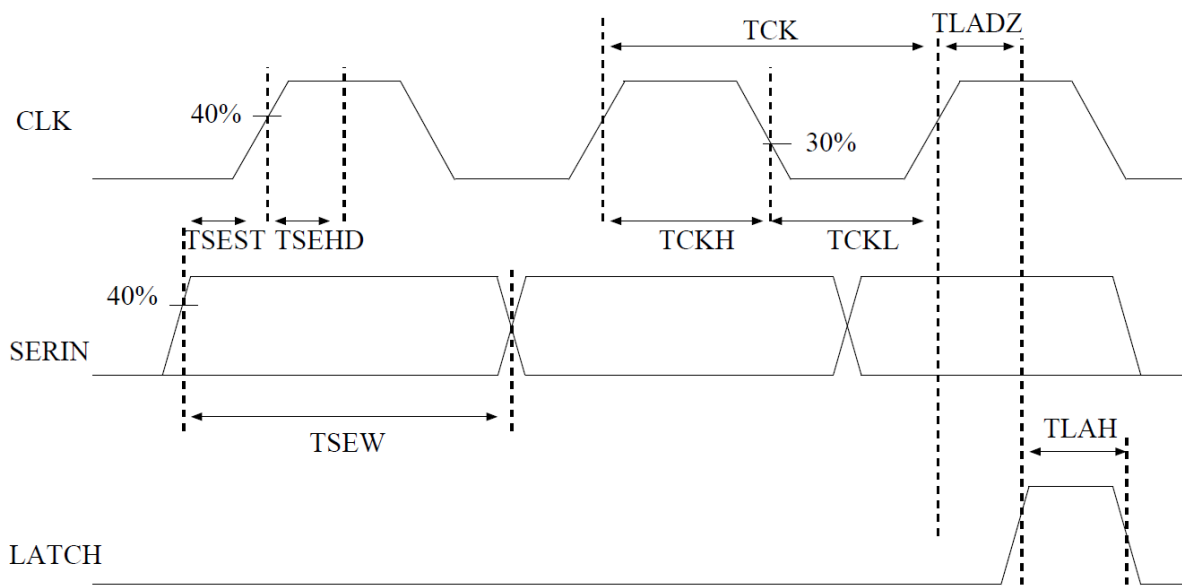 TCK
TLADZ
CLK
40%
30%
TSEST
TSEHD
TCKH
TCKL
40%
SERIN
TSEW
TLAH
LATCH